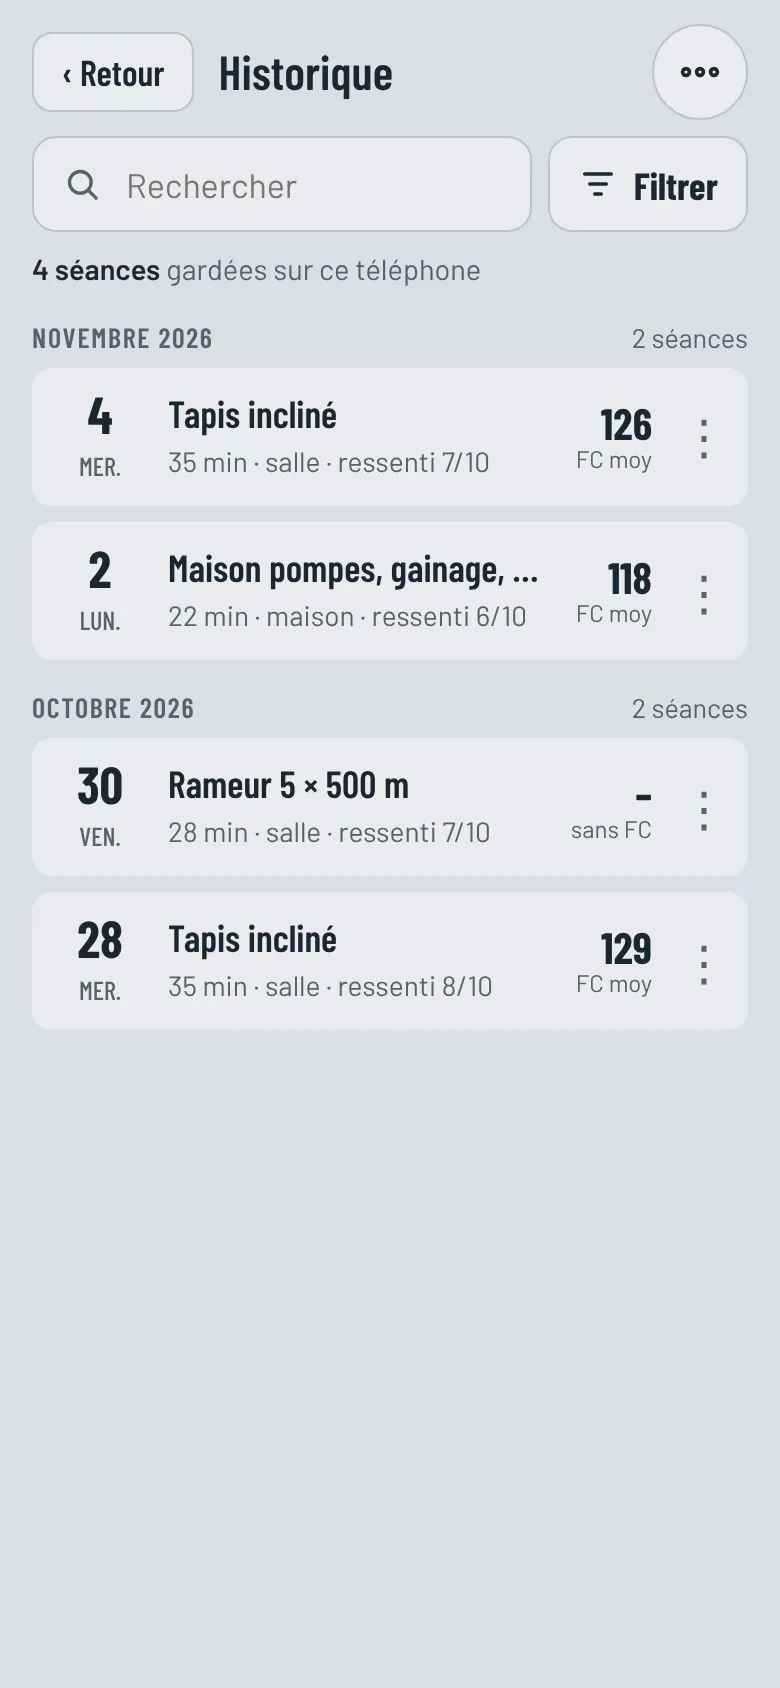 ‹ Retour
Historique
Rechercher
Filtrer
4 séances gardées sur ce téléphone
NOVEMBRE 2026
2 séances
4
MER.
Tapis incliné
35 min · salle · ressenti 7/10
126
FC moy
2
LUN.
Maison pompes, gainage, ...
22 min · maison · ressenti 6/10
118
FC moy
OCTOBRE 2026
2 séances
30
VEN.
Rameur 5 × 500 m
28 min · salle · ressenti 7/10
–
sans FC
28
MER.
Tapis incliné
35 min · salle · ressenti 8/10
129
FC moy